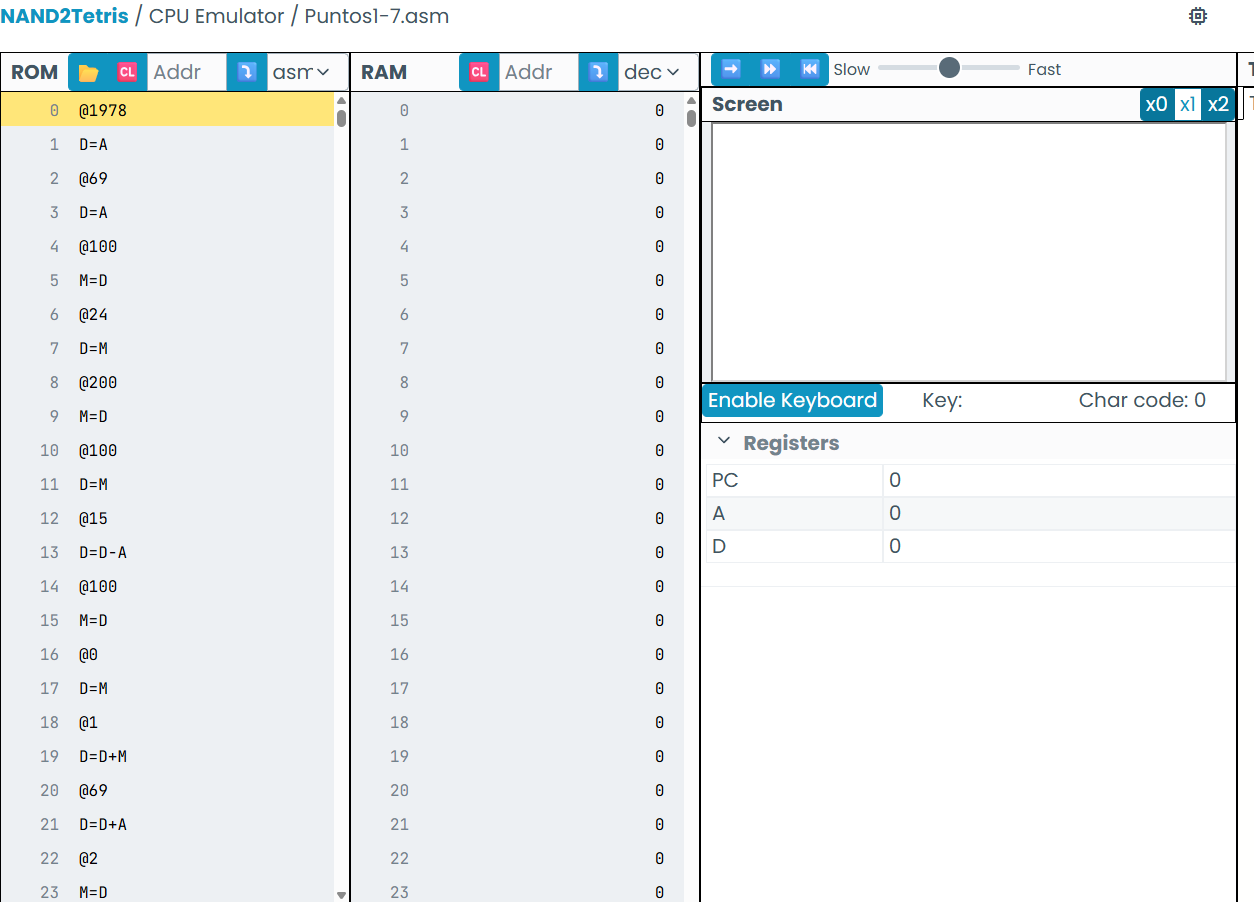 NAND2Tetris / CPU Emulator / Puntos1-7.asm
ROM CL Addr asm RAM CL Addr dec Slow Fast
Screen x0 x1 x2
0 @1978 0 0
1 D=A 1 0
2 @69 2 0
3 D=A 3 0
4 @100 4 0
5 M=D 5 0
6 @24 6 0
7 D=M 7 0
8 @200 8 0
9 M=D 9 0
Enable Keyboard Key: Char code: 0
10 @100 10 0
Registers
11 D=M 11 0
PC 0
12 @15 12 0
A 0
13 D=D-A 13 0
D 0
14 @100 14 0
15 M=D 15 0
16 @0 16 0
17 D=M 17 0
18 @1 18 0
19 D=D+M 19 0
20 @69 20 0
21 D=D+A 21 0
22 @2 22 0
23 M=D 23 0